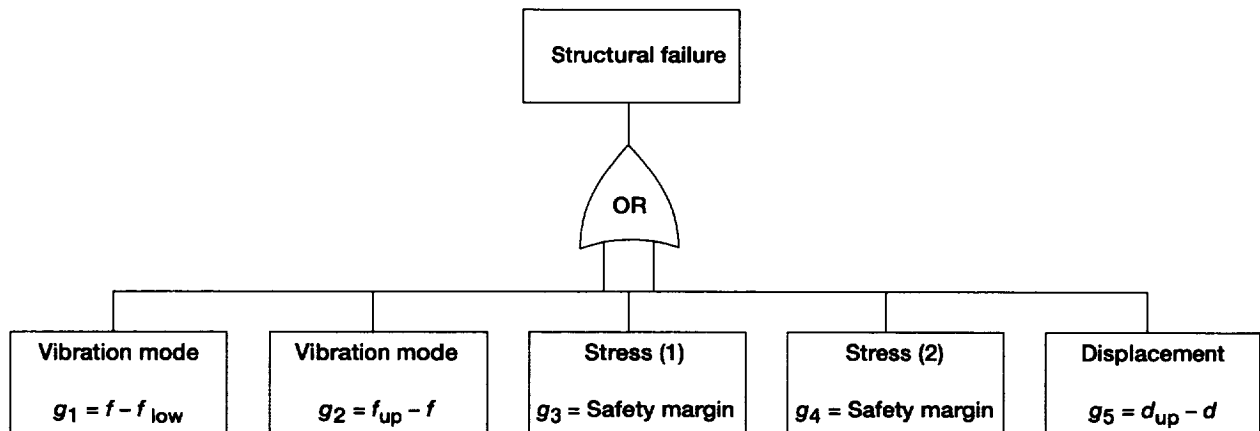 Structural failure
OR
Vibration mode
g1 = f – f low
Vibration mode
g2 = fup – f
Stress (1)
g3 = Safety margin
Stress (2)
g4 = Safety margin
Displacement
g5 = dup – d